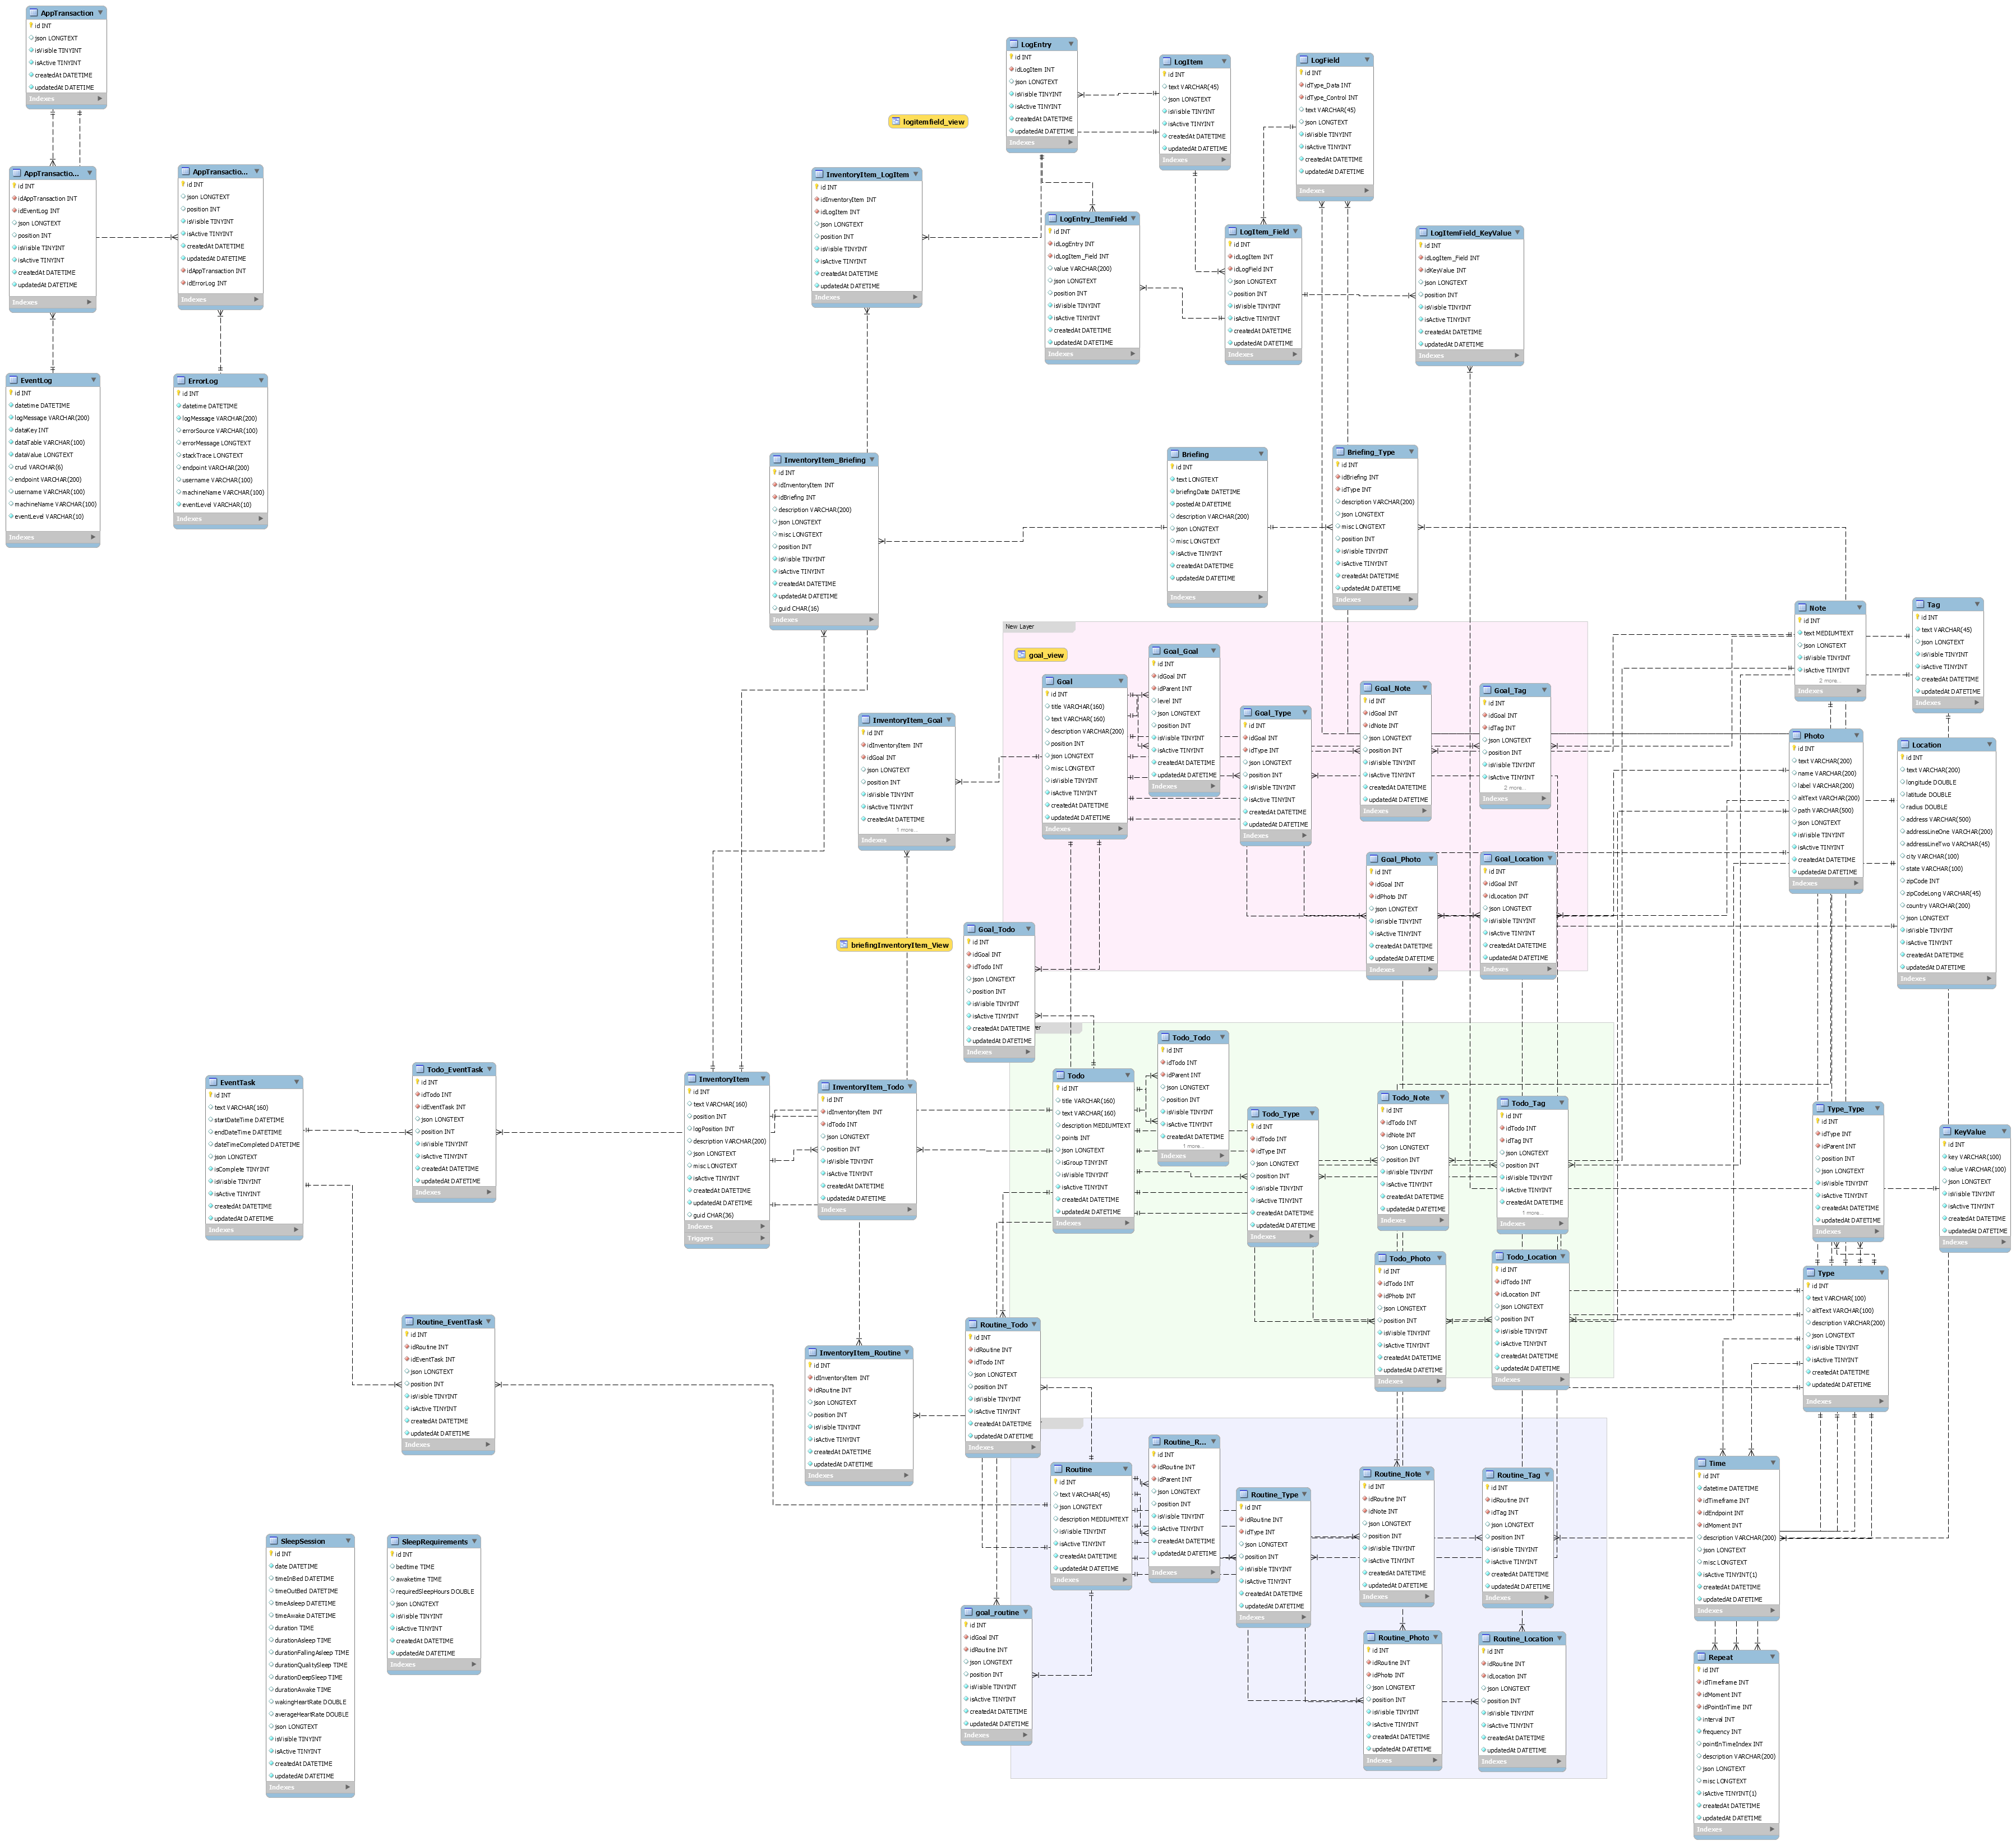 AppTransaction
id INT
json LONGTEXT
isVisible TINYINT
isActive TINYINT
createdAt DATETIME
updatedAt DATETIME
Indexes
AppTransactio...
id INT
idAppTransaction INT
idEventLog INT
json LONGTEXT
position INT
isVisible TINYINT
isActive TINYINT
createdAt DATETIME
updatedAt DATETIME
Indexes
AppTransactio...
id INT
json LONGTEXT
position INT
isVisible TINYINT
isActive TINYINT
createdAt DATETIME
updatedAt DATETIME
idAppTransaction INT
idErrorLog INT
Indexes
EventLog
id INT
datetime DATETIME
logMessage VARCHAR(200)
dataKey INT
dataTable VARCHAR(100)
dataValue LONGTEXT
crud VARCHAR(6)
endpoint VARCHAR(200)
username VARCHAR(100)
machineName VARCHAR(100)
eventLevel VARCHAR(10)
Indexes
ErrorLog
id INT
datetime DATETIME
logMessage VARCHAR(200)
errorSource VARCHAR(100)
errorMessage LONGTEXT
stackTrace LONGTEXT
endpoint VARCHAR(200)
username VARCHAR(100)
machineName VARCHAR(100)
eventLevel VARCHAR(10)
Indexes
logitemfield_view
LogEntry
id INT
idLogItem INT
json LONGTEXT
isVisible TINYINT
isActive TINYINT
createdAt DATETIME
updatedAt DATETIME
Indexes
LogItem
id INT
text VARCHAR(45)
json LONGTEXT
isVisible TINYINT
isActive TINYINT
createdAt DATETIME
updatedAt DATETIME
Indexes
LogField
id INT
idType_Data INT
idType_Control INT
text VARCHAR(45)
json LONGTEXT
isVisible TINYINT
isActive TINYINT
createdAt DATETIME
updatedAt DATETIME
Indexes
InventoryItem_LogItem
id INT
idInventoryItem INT
idLogItem INT
json LONGTEXT
position INT
isVisible TINYINT
isActive TINYINT
createdAt DATETIME
updatedAt DATETIME
Indexes
LogEntry_ItemField
id INT
idLogEntry INT
idLogItem_Field INT
value VARCHAR(200)
json LONGTEXT
position INT
isVisible TINYINT
isActive TINYINT
createdAt DATETIME
updatedAt DATETIME
Indexes
LogItem_Field
id INT
idLogItem INT
idLogField INT
json LONGTEXT
position INT
isVisible TINYINT
isActive TINYINT
createdAt DATETIME
updatedAt DATETIME
Indexes
LogItemField_KeyValue
id INT
idLogItem_Field INT
idKeyValue INT
json LONGTEXT
position INT
isVisible TINYINT
isActive TINYINT
createdAt DATETIME
updatedAt DATETIME
Indexes
InventoryItem_Briefing
id INT
idInventoryItem INT
idBriefing INT
description VARCHAR(200)
json LONGTEXT
misc LONGTEXT
position INT
isVisible TINYINT
isActive TINYINT
createdAt DATETIME
updatedAt DATETIME
guid CHAR(16)
Indexes
Briefing
id INT
text LONGTEXT
briefingDate DATETIME
postedAt DATETIME
description VARCHAR(200)
json LONGTEXT
misc LONGTEXT
isActive TINYINT
createdAt DATETIME
updatedAt DATETIME
Indexes
Briefing_Type
id INT
idBriefing INT
idType INT
description VARCHAR(200)
json LONGTEXT
misc LONGTEXT
position INT
isVisible TINYINT
isActive TINYINT
createdAt DATETIME
updatedAt DATETIME
Indexes
Note
id INT
text MEDIUMTEXT
json LONGTEXT
isVisible TINYINT
isActive TINYINT
2 more...
Indexes
Tag
id INT
text VARCHAR(45)
json LONGTEXT
isVisible TINYINT
isActive TINYINT
createdAt DATETIME
updatedAt DATETIME
Indexes
New Layer
goal_view
Goal
id INT
title VARCHAR(160)
text VARCHAR(160)
description VARCHAR(200)
position INT
json LONGTEXT
misc LONGTEXT
isVisible TINYINT
isActive TINYINT
createdAt DATETIME
updatedAt DATETIME
Indexes
Goal_Goal
id INT
idGoal INT
idParent INT
level INT
json LONGTEXT
position INT
isVisible TINYINT
isActive TINYINT
createdAt DATETIME
updatedAt DATETIME
Indexes
Goal_Type
id INT
idGoal INT
idType INT
json LONGTEXT
position INT
isVisible TINYINT
isActive TINYINT
createdAt DATETIME
updatedAt DATETIME
Indexes
Goal_Note
id INT
idGoal INT
idNote INT
json LONGTEXT
position INT
isVisible TINYINT
isActive TINYINT
createdAt DATETIME
updatedAt DATETIME
Indexes
Goal_Tag
id INT
idGoal INT
idTag INT
json LONGTEXT
position INT
isVisible TINYINT
isActive TINYINT
2 more...
Indexes
InventoryItem_Goal
id INT
idInventoryItem INT
idGoal INT
json LONGTEXT
position INT
isVisible TINYINT
isActive TINYINT
createdAt DATETIME
1 more...
Indexes
Photo
id INT
text VARCHAR(200)
name VARCHAR(200)
label VARCHAR(200)
altText VARCHAR(200)
path VARCHAR(500)
json LONGTEXT
isVisible TINYINT
isActive TINYINT
createdAt DATETIME
updatedAt DATETIME
Indexes
Location
id INT
text VARCHAR(200)
longitude DOUBLE
latitude DOUBLE
radius DOUBLE
address VARCHAR(500)
addressLineOne VARCHAR(200)
addressLineTwo VARCHAR(45)
city VARCHAR(100)
state VARCHAR(100)
zipCode INT
zipCodeLong VARCHAR(45)
country VARCHAR(200)
json LONGTEXT
isVisible TINYINT
isActive TINYINT
createdAt DATETIME
updatedAt DATETIME
Indexes
Goal_Photo
id INT
idGoal INT
idPhoto INT
json LONGTEXT
isVisible TINYINT
isActive TINYINT
createdAt DATETIME
updatedAt DATETIME
Indexes
Goal_Location
id INT
idGoal INT
idLocation INT
json LONGTEXT
isVisible TINYINT
isActive TINYINT
createdAt DATETIME
updatedAt DATETIME
Indexes
briefingInventoryItem_View
Goal_Todo
id INT
idGoal INT
idTodo INT
json LONGTEXT
position INT
isVisible TINYINT
isActive TINYINT
createdAt DATETIME
updatedAt DATETIME
Indexes
EventTask
id INT
text VARCHAR(160)
startDateTime DATETIME
endDateTime DATETIME
dateTimeCompleted DATETIME
json LONGTEXT
isComplete TINYINT
isVisible TINYINT
isActive TINYINT
createdAt DATETIME
updatedAt DATETIME
Indexes
Todo_EventTask
id INT
idTodo INT
idEventTask INT
json LONGTEXT
position INT
isVisible TINYINT
isActive TINYINT
createdAt DATETIME
updatedAt DATETIME
Indexes
InventoryItem
id INT
text VARCHAR(160)
position INT
logPosition INT
description VARCHAR(200)
json LONGTEXT
misc LONGTEXT
isActive TINYINT
createdAt DATETIME
updatedAt DATETIME
guid CHAR(36)
Indexes
Triggers
InventoryItem_Todo
id INT
idInventoryItem INT
idTodo INT
json LONGTEXT
position INT
isVisible TINYINT
isActive TINYINT
createdAt DATETIME
updatedAt DATETIME
Indexes
er
Todo
id INT
title VARCHAR(160)
text VARCHAR(160)
description MEDIUMTEXT
points INT
json LONGTEXT
isGroup TINYINT
isVisible TINYINT
isActive TINYINT
createdAt DATETIME
updatedAt DATETIME
Indexes
Todo_Todo
id INT
idTodo INT
idParent INT
json LONGTEXT
position INT
isVisible TINYINT
isActive TINYINT
createdAt DATETIME
1 more...
Indexes
Todo_Type
id INT
idTodo INT
idType INT
json LONGTEXT
position INT
isVisible TINYINT
isActive TINYINT
createdAt DATETIME
updatedAt DATETIME
Indexes
Todo_Note
id INT
idTodo INT
idNote INT
json LONGTEXT
position INT
isVisible TINYINT
isActive TINYINT
createdAt DATETIME
updatedAt DATETIME
Indexes
Todo_Tag
id INT
idTodo INT
idTag INT
json LONGTEXT
position INT
isVisible TINYINT
isActive TINYINT
createdAt DATETIME
1 more...
Indexes
Type_Type
id INT
idType INT
idParent INT
position INT
json LONGTEXT
isVisible TINYINT
isActive TINYINT
createdAt DATETIME
updatedAt DATETIME
Indexes
KeyValue
id INT
key VARCHAR(100)
value VARCHAR(100)
json LONGTEXT
isVisible TINYINT
isActive TINYINT
createdAt DATETIME
updatedAt DATETIME
Indexes
Todo_Photo
id INT
idTodo INT
idPhoto INT
json LONGTEXT
position INT
isVisible TINYINT
isActive TINYINT
createdAt DATETIME
updatedAt DATETIME
Indexes
Todo_Location
id INT
idTodo INT
idLocation INT
json LONGTEXT
position INT
isVisible TINYINT
isActive TINYINT
createdAt DATETIME
updatedAt DATETIME
Indexes
Type
id INT
text VARCHAR(100)
altText VARCHAR(100)
description VARCHAR(200)
json LONGTEXT
isVisible TINYINT
isActive TINYINT
createdAt DATETIME
updatedAt DATETIME
Indexes
Routine_EventTask
id INT
idRoutine INT
idEventTask INT
json LONGTEXT
position INT
isVisible TINYINT
isActive TINYINT
createdAt DATETIME
updatedAt DATETIME
Indexes
InventoryItem_Routine
id INT
idInventoryItem INT
idRoutine INT
json LONGTEXT
position INT
isVisible TINYINT
isActive TINYINT
createdAt DATETIME
updatedAt DATETIME
Indexes
Routine_Todo
id INT
idRoutine INT
idTodo INT
json LONGTEXT
position INT
isVisible TINYINT
isActive TINYINT
createdAt DATETIME
updatedAt DATETIME
Indexes
Routine
id INT
text VARCHAR(45)
json LONGTEXT
description MEDIUMTEXT
isVisible TINYINT
isActive TINYINT
createdAt DATETIME
updatedAt DATETIME
Indexes
Routine_R...
id INT
idRoutine INT
idParent INT
json LONGTEXT
position INT
isVisible TINYINT
isActive TINYINT
createdAt DATETIME
updatedAt DATETIME
Indexes
Routine_Type
id INT
idRoutine INT
idType INT
json LONGTEXT
position INT
isVisible TINYINT
isActive TINYINT
createdAt DATETIME
updatedAt DATETIME
Indexes
Routine_Note
id INT
idRoutine INT
idNote INT
json LONGTEXT
position INT
isVisible TINYINT
isActive TINYINT
createdAt DATETIME
updatedAt DATETIME
Indexes
Routine_Tag
id INT
idRoutine INT
idTag INT
json LONGTEXT
position INT
isVisible TINYINT
isActive TINYINT
createdAt DATETIME
updatedAt DATETIME
Indexes
Time
id INT
datetime DATETIME
idTimeframe INT
idEndpoint INT
idMoment INT
description VARCHAR(200)
json LONGTEXT
misc LONGTEXT
isActive TINYINT(1)
createdAt DATETIME
updatedAt DATETIME
Indexes
SleepSession
id INT
date DATETIME
timeInBed DATETIME
timeOutBed DATETIME
timeAsleep DATETIME
timeAwake DATETIME
duration TIME
durationAsleep TIME
durationFallingAsleep TIME
durationQualitySleep TIME
durationDeepSleep TIME
durationAwake TIME
wakingHeartRate DOUBLE
averageHeartRate DOUBLE
json LONGTEXT
isVisible TINYINT
isActive TINYINT
createdAt DATETIME
updatedAt DATETIME
Indexes
SleepRequirements
id INT
bedtime TIME
awaketime TIME
requiredSleepHours DOUBLE
json LONGTEXT
isVisible TINYINT
isActive TINYINT
createdAt DATETIME
updatedAt DATETIME
Indexes
goal_routine
id INT
idGoal INT
idRoutine INT
json LONGTEXT
position INT
isVisible TINYINT
isActive TINYINT
createdAt DATETIME
updatedAt DATETIME
Indexes
Routine_Photo
id INT
idRoutine INT
idPhoto INT
json LONGTEXT
position INT
isVisible TINYINT
isActive TINYINT
createdAt DATETIME
updatedAt DATETIME
Indexes
Routine_Location
id INT
idRoutine INT
idLocation INT
json LONGTEXT
position INT
isVisible TINYINT
isActive TINYINT
createdAt DATETIME
updatedAt DATETIME
Indexes
Repeat
id INT
idTimeframe INT
idMoment INT
idPointInTime INT
interval INT
frequency INT
pointInTimeIndex INT
description VARCHAR(200)
json LONGTEXT
misc LONGTEXT
isActive TINYINT(1)
createdAt DATETIME
updatedAt DATETIME
Indexes